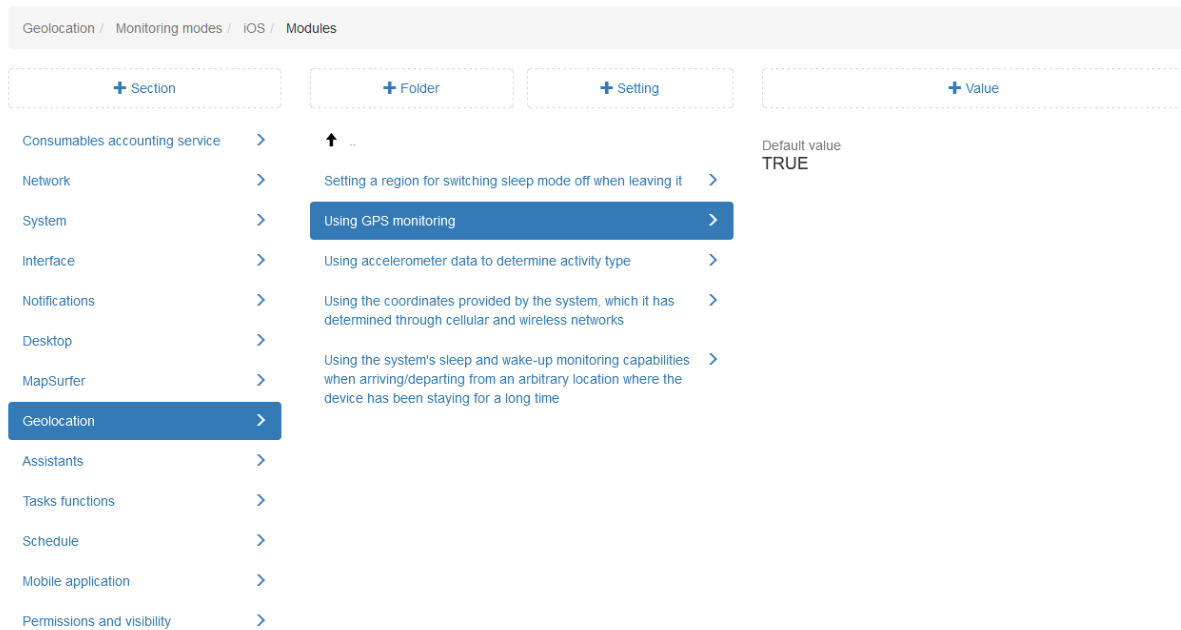 Geolocation / Monitoring modes / iOS / Modules
+ Section
+ Folder
+ Setting
+ Value
Consumables accounting service
Network
System
Interface
Notifications
Desktop
MapSurfer
Geolocation
Assistants
Tasks functions
Schedule
Mobile application
Permissions and visibility
..
Setting a region for switching sleep mode off when leaving it
Using GPS monitoring
Using accelerometer data to determine activity type
Using the coordinates provided by the system, which it has
determined through cellular and wireless networks
Using the system's sleep and wake-up monitoring capabilities
when arriving/departing from an arbitrary location where the
device has been staying for a long time
Default value
TRUE